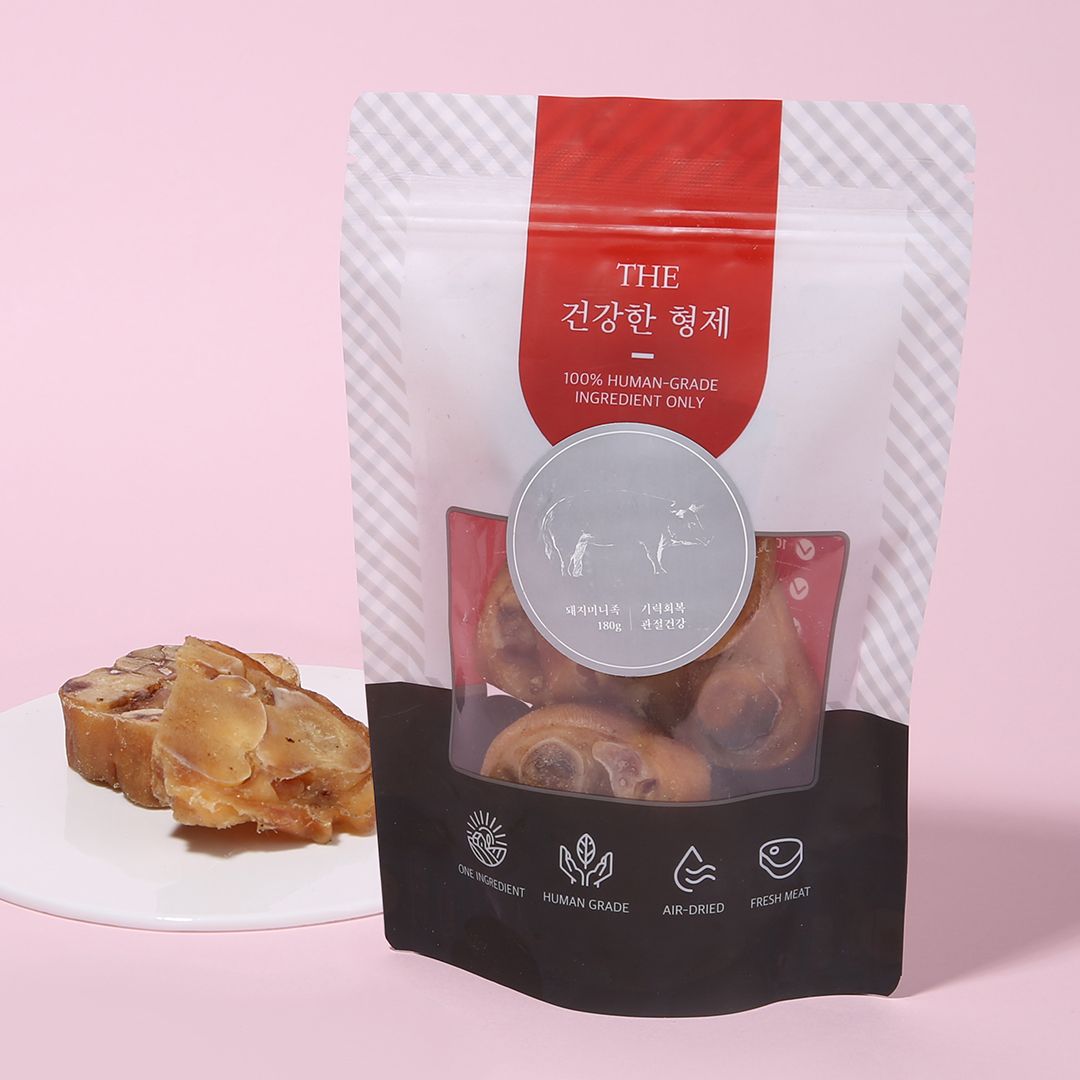 THE
건강한 형제
100% HUMAN-GRADE
INGREDIENT ONLY
돼지미니족
180g
기력회복
관절건강
ONE INGREDIENT
HUMAN GRADE
AIR-DRIED
FRESH MEAT